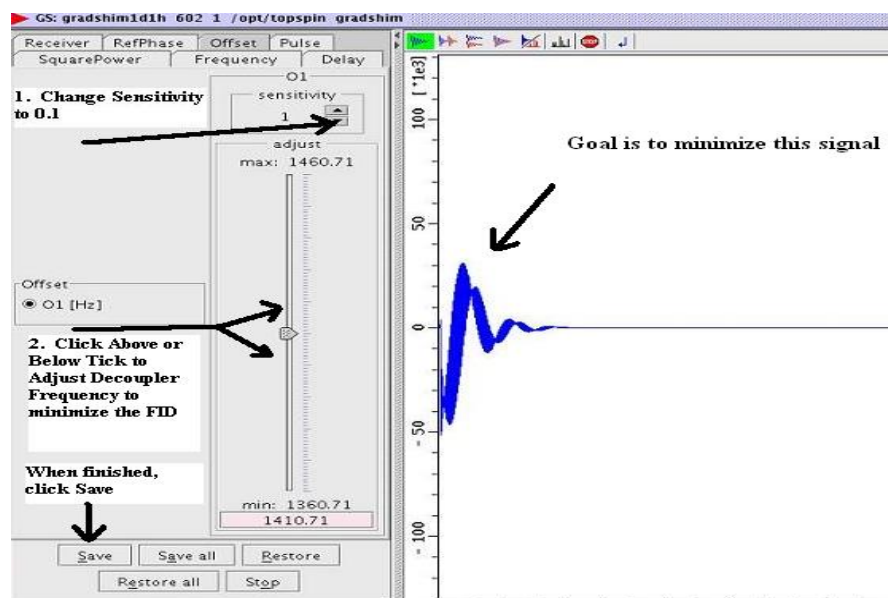 GS: gradshim1d1h 602 1 /opt/topspin gradshim
Receiver RefPhase Offset Pulse
SquarePower Frequency Delay
O1
sensitivity
1
1. Change Sensitivity
to 0.1
adjust
max: 1460.71
Offset
O1 [Hz]
2. Click Above or
Below Tick to
Adjust Decoupler
Frequency to
minimize the FID
When finished,
click Save
min: 1360.71
1410.71
Save Save all Restore
Restore all Stop
STOP
[ *1e3]
100
50
0
- 50
- 100
Goal is to minimize this signal